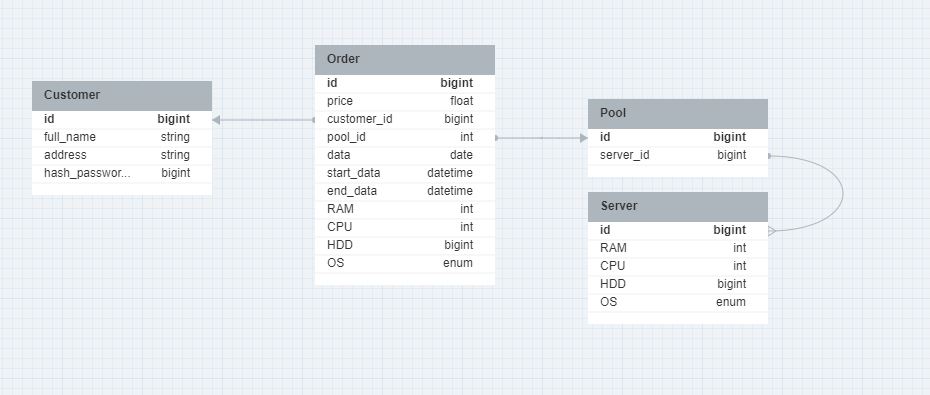 Customer
id bigint
full_name string
address string
hash_passwor... bigint
Order
id bigint
price float
customer_id bigint
pool_id int
data date
start_data datetime
end_data datetime
RAM int
CPU int
HDD bigint
OS enum
Pool
id bigint
server_id bigint
Server
id bigint
RAM int
CPU int
HDD bigint
OS enum